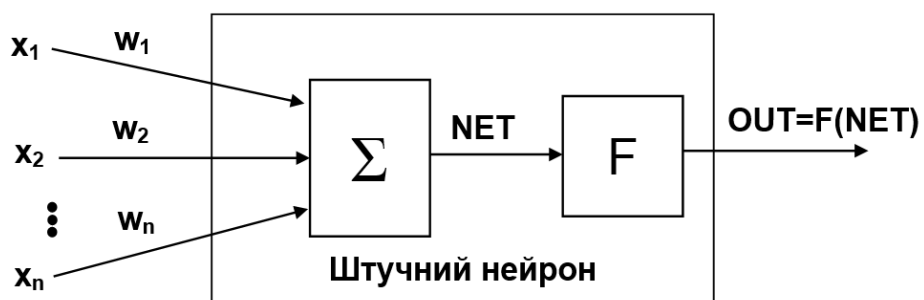 x₁
w₁
x₂
w₂
xₙ
wₙ
Σ
NET
F
OUT=F(NET)
Штучний нейрон